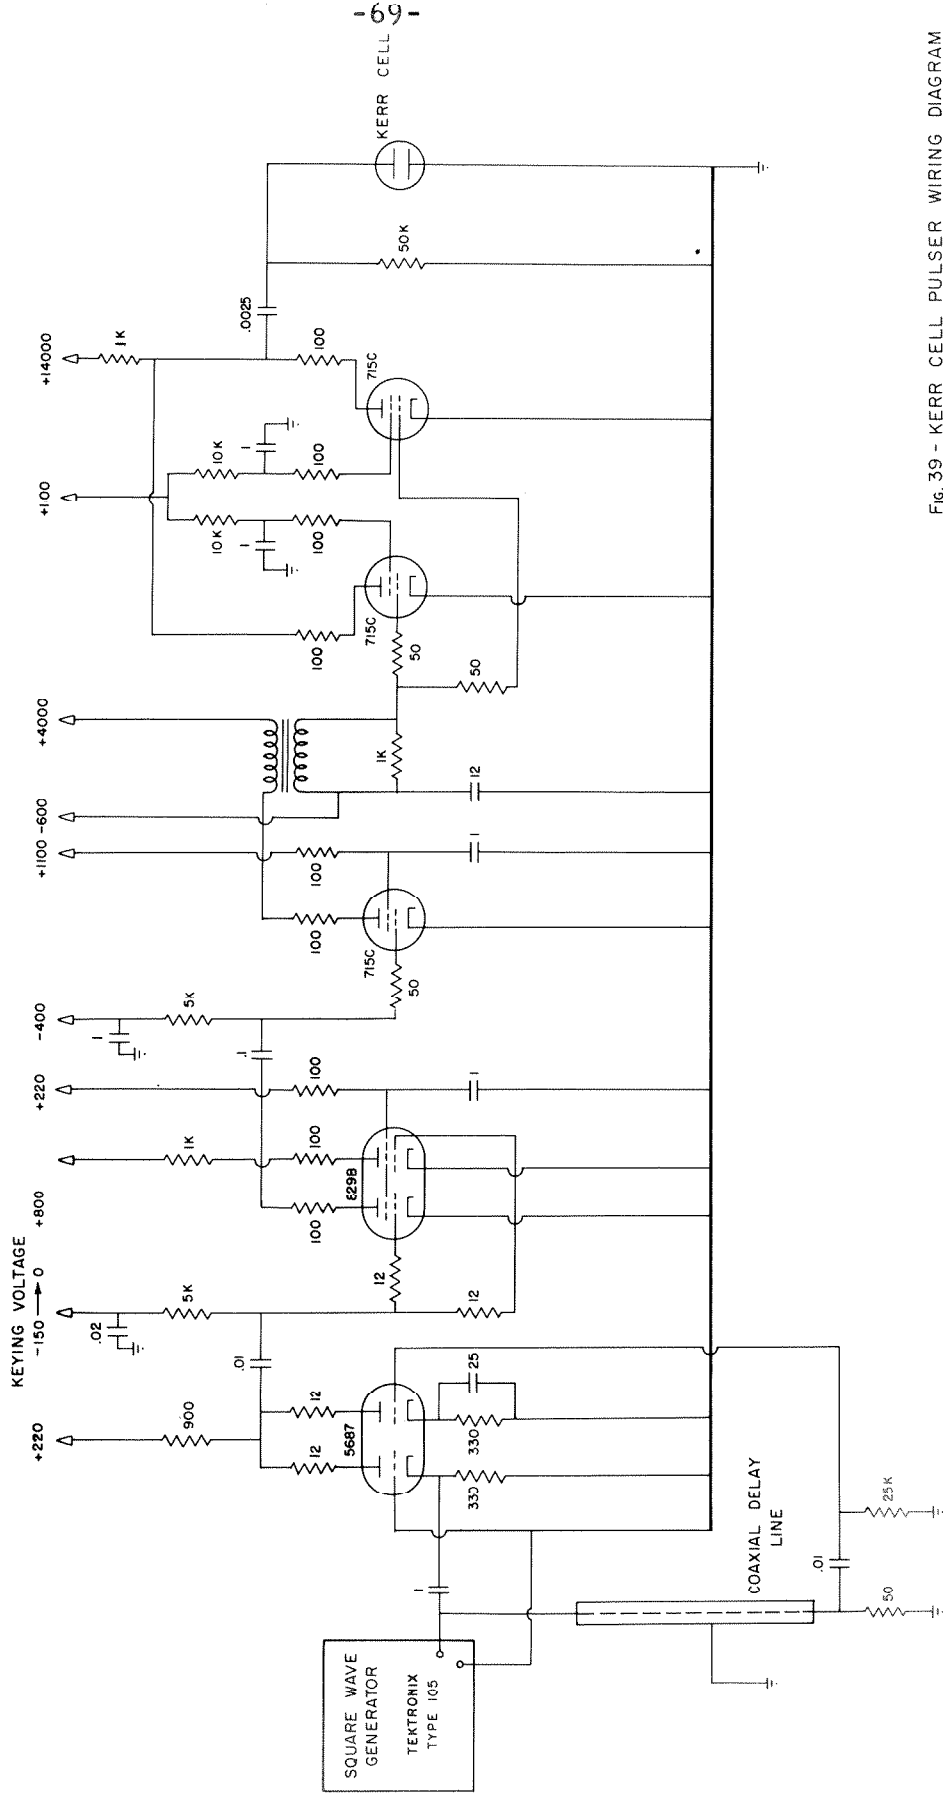 -69-
KERR CELL
+14000
1K
.0025
50K
100
715C
+100
10K
1
100
10K
1
100
715C
100
50
50
+4000
1K
12
-600
+1100
100
1
100
715C
50
-400
1
5K
.1
+220
100
1
1K
100
829B
+800
100
12
12
KEYING VOLTAGE
-150 → 0
.02
5K
.01
+220
900
12
12
5687
25
330
330
1
SQUARE WAVE
GENERATOR
TEKTRONIX
TYPE 105
COAXIAL DELAY
LINE
.01
25K
50
FIG. 39 - KERR CELL PULSER WIRING DIAGRAM